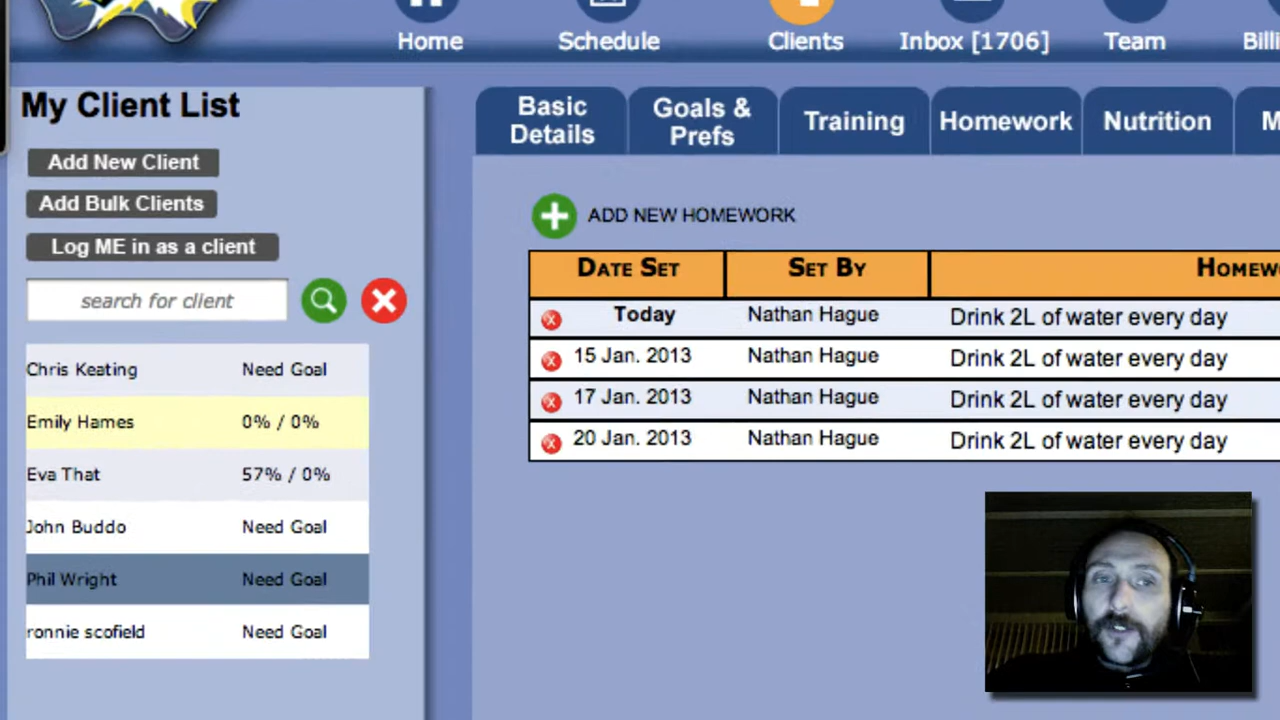 Home
Schedule
Clients
Inbox [1706]
Team
My Client List
Add New Client
Add Bulk Clients
Log ME in as a client
search for client
Chris Keating Need Goal
Emily Hames 0% / 0%
Eva That 57% / 0%
John Buddo Need Goal
Phil Wright Need Goal
ronnie scofield Need Goal
Basic
Details
Goals &
Prefs
Training
Homework
Nutrition
ADD NEW HOMEWORK
DATE SET SET BY
Today Nathan Hague Drink 2L of water every day
15 Jan. 2013 Nathan Hague Drink 2L of water every day
17 Jan. 2013 Nathan Hague Drink 2L of water every day
20 Jan. 2013 Nathan Hague Drink 2L of water every day